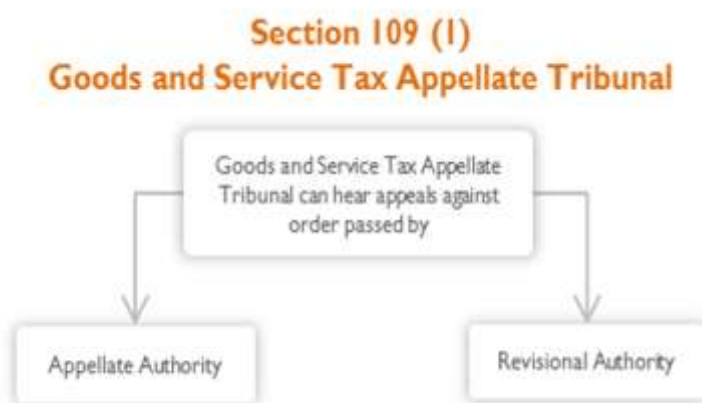 Section 109 (1)
Goods and Service Tax Appellate Tribunal
Goods and Service Tax Appellate
Tribunal can hear appeals against
order passed by
Appellate Authority
Revisional Authority